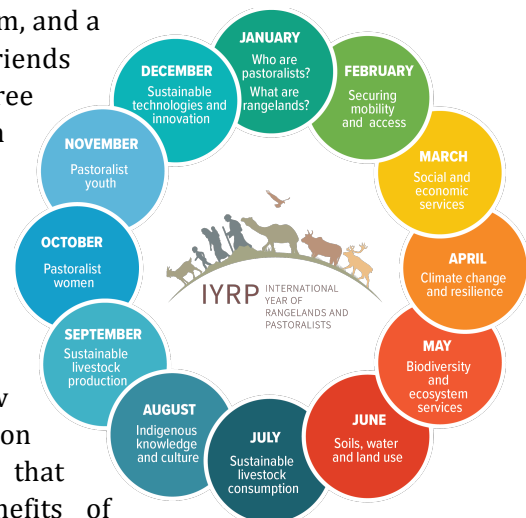 m, and a
riends
ree
JANUARY
Who are
pastoralists?
What are
rangelands?
FEBRUARY
Securing
mobility
and access
MARCH
Social and
economic
services
APRIL
Climate change
and resilience
MAY
Biodiversity
and
ecosystem
services
JUNE
Soils, water
and land use
JULY
Sustainable
livestock
consumption
AUGUST
Indigenous
knowledge
and culture
SEPTEMBER
Sustainable
livestock
production
OCTOBER
Pastoralist
women
NOVEMBER
Pastoralist
youth
DECEMBER
Sustainable
technologies and
innovation
IYRP
INTERNATIONAL
YEAR OF
RANGELANDS AND
PASTORALISTS
on
that
nefits of